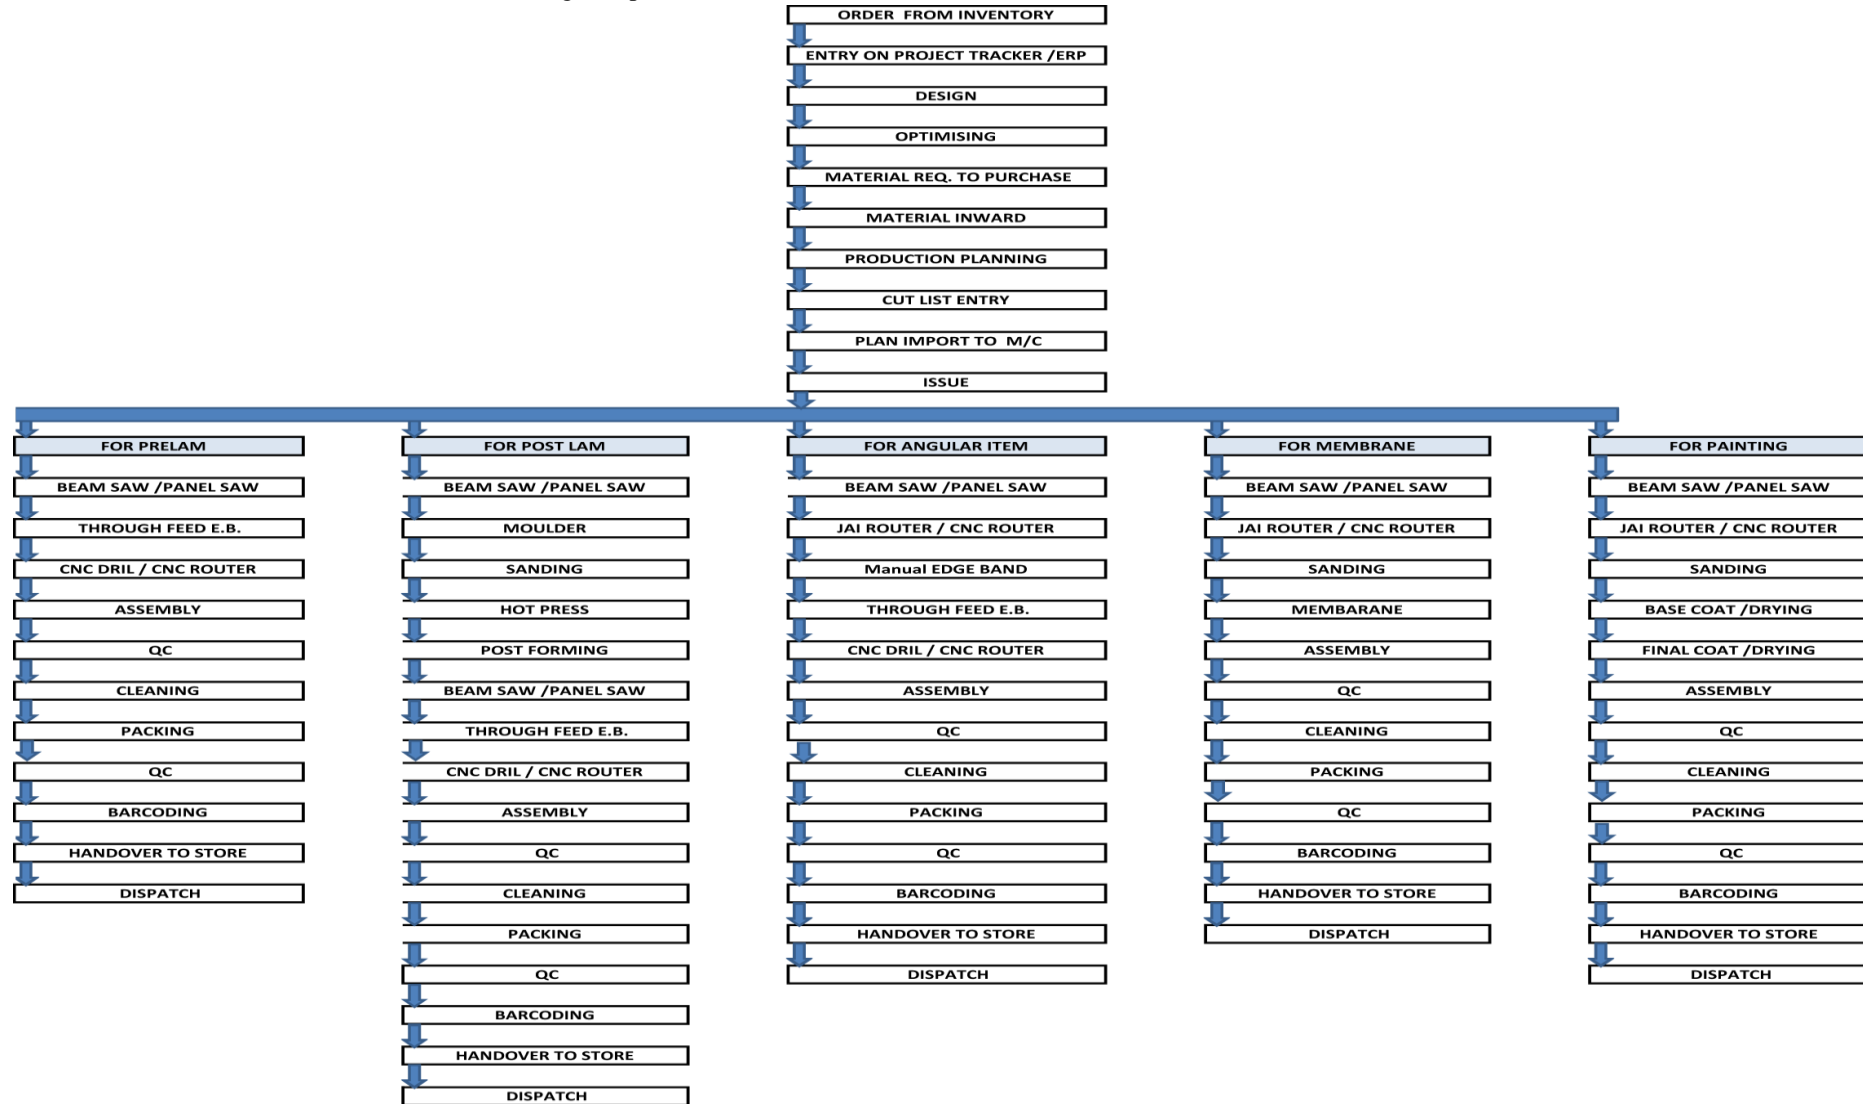 ORDER FROM INVENTORY
ENTRY ON PROJECT TRACKER /ERP
DESIGN
OPTIMISING
MATERIAL REQ. TO PURCHASE
MATERIAL INWARD
PRODUCTION PLANNING
CUT LIST ENTRY
PLAN IMPORT TO M/C
ISSUE
FOR PRELAM
BEAM SAW /PANEL SAW
THROUGH FEED E.B.
CNC DRIL / CNC ROUTER
ASSEMBLY
QC
CLEANING
PACKING
QC
BARCODING
HANDOVER TO STORE
DISPATCH
FOR POST LAM
BEAM SAW /PANEL SAW
MOULDER
SANDING
HOT PRESS
POST FORMING
BEAM SAW /PANEL SAW
THROUGH FEED E.B.
CNC DRIL / CNC ROUTER
ASSEMBLY
QC
CLEANING
PACKING
QC
BARCODING
HANDOVER TO STORE
DISPATCH
FOR ANGULAR ITEM
BEAM SAW /PANEL SAW
JAI ROUTER / CNC ROUTER
Manual EDGE BAND
THROUGH FEED E.B.
CNC DRIL / CNC ROUTER
ASSEMBLY
QC
CLEANING
PACKING
QC
BARCODING
HANDOVER TO STORE
DISPATCH
FOR MEMBRANE
BEAM SAW /PANEL SAW
JAI ROUTER / CNC ROUTER
SANDING
MEMBARANE
ASSEMBLY
QC
CLEANING
PACKING
QC
BARCODING
HANDOVER TO STORE
DISPATCH
FOR PAINTING
BEAM SAW /PANEL SAW
JAI ROUTER / CNC ROUTER
SANDING
BASE COAT /DRYING
FINAL COAT /DRYING
ASSEMBLY
QC
CLEANING
PACKING
QC
BARCODING
HANDOVER TO STORE
DISPATCH